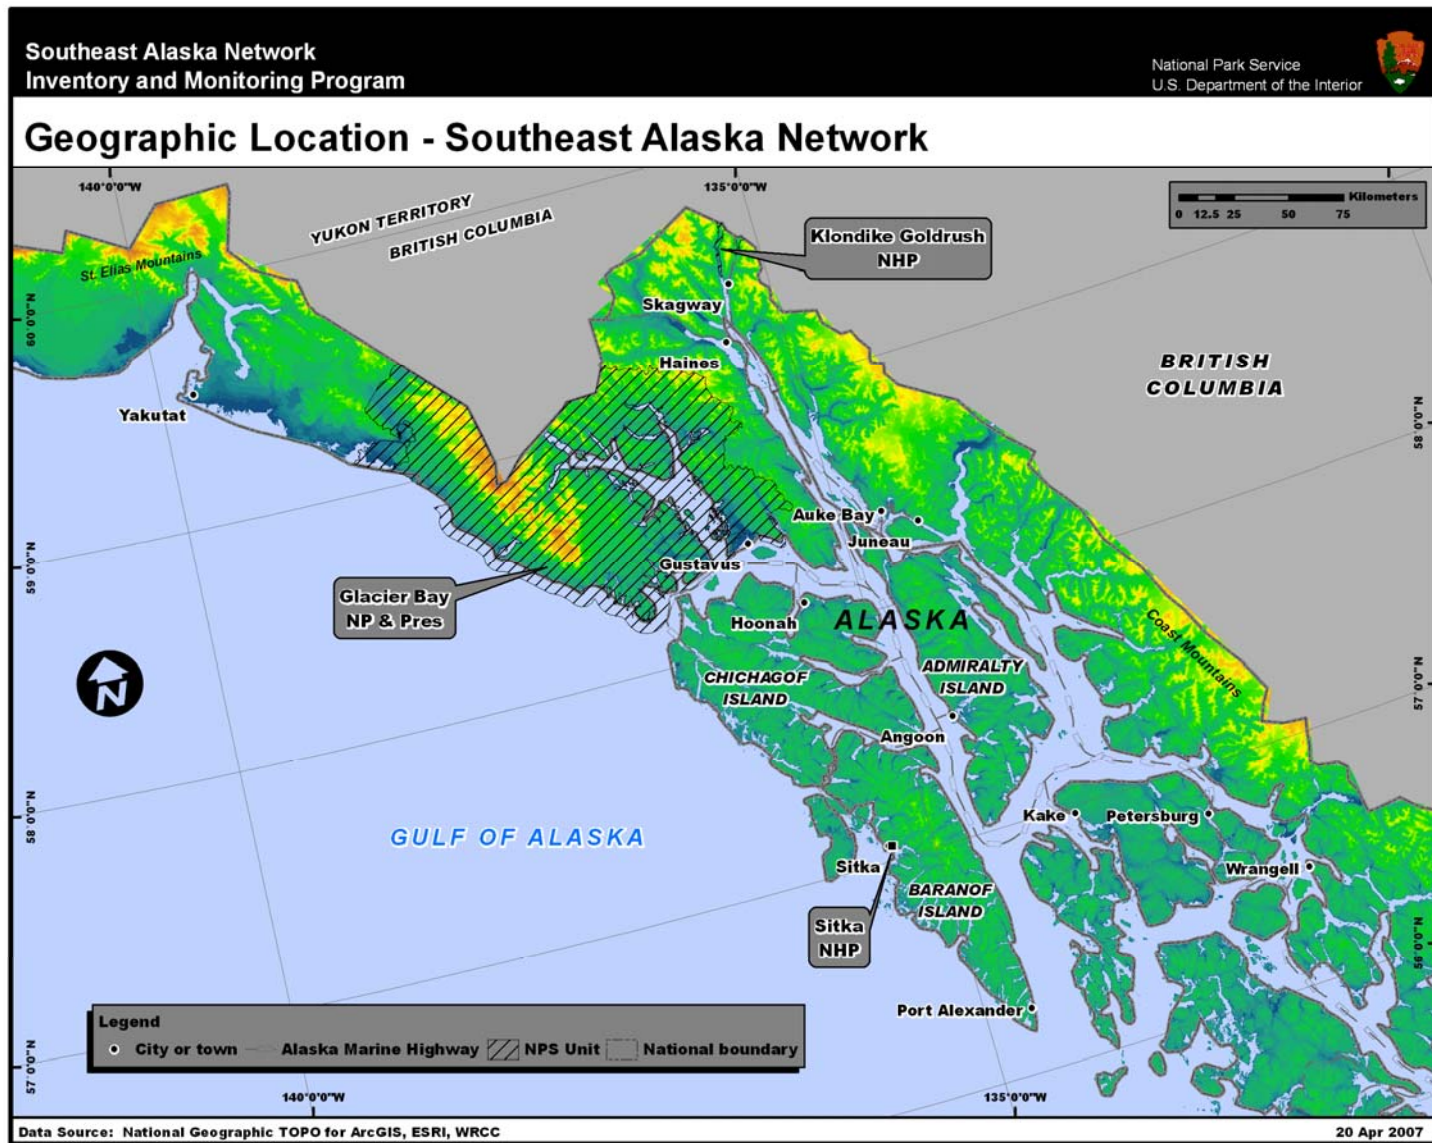 Southeast Alaska Network
Inventory and Monitoring Program
National Park Service
U.S. Department of the Interior
Geographic Location - Southeast Alaska Network
140°0'0"W
135°0'0"W
Kilometers
0 12.5 25 50 75
YUKON TERRITORY
BRITISH COLUMBIA
Klondike Goldrush
NHP
St. Elias Mountains
Skagway
60°0'0"N
Haines
BRITISH
COLUMBIA
Yakutat
58°0'0"N
Auke Bay
Juneau
Gustavus
59°0'0"N
Glacier Bay
NP & Pres
Hoonah
ALASKA
Coast Mountains
N
CHICHAGOF
ISLAND
ADMIRALTY
ISLAND
57°0'0"N
Angoon
58°0'0"N
GULF OF ALASKA
Kake
Petersburg
Sitka
Wrangell
BARANOF
ISLAND
Sitka
NHP
56°0'0"N
Port Alexander
Legend
City or town
Alaska Marine Highway
NPS Unit
National boundary
57°0'0"N
140°0'0"W
135°0'0"W
Data Source: National Geographic TOPO for ArcGIS, ESRI, WRCC
20 Apr 2007